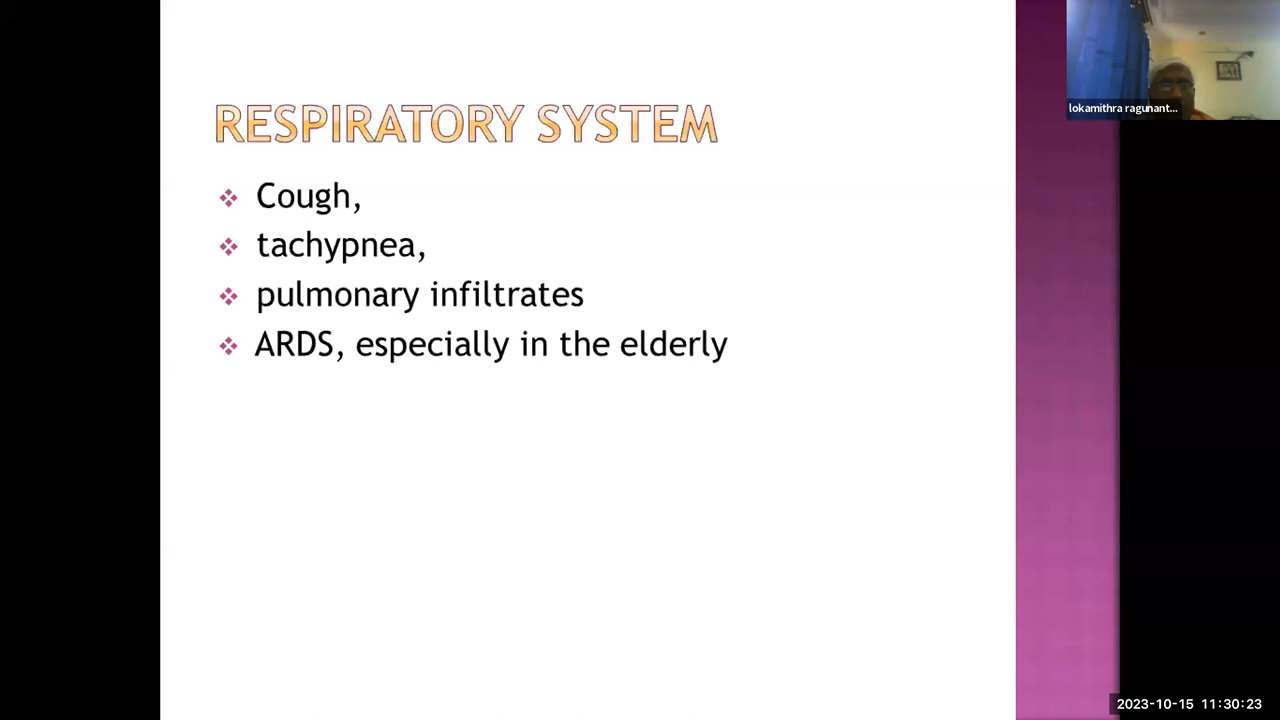 lokamithra ragunant...
RESPIRATORY SYSTEM
Cough,
tachypnea,
pulmonary infiltrates
ARDS, especially in the elderly
2023-10-15 11:30:23